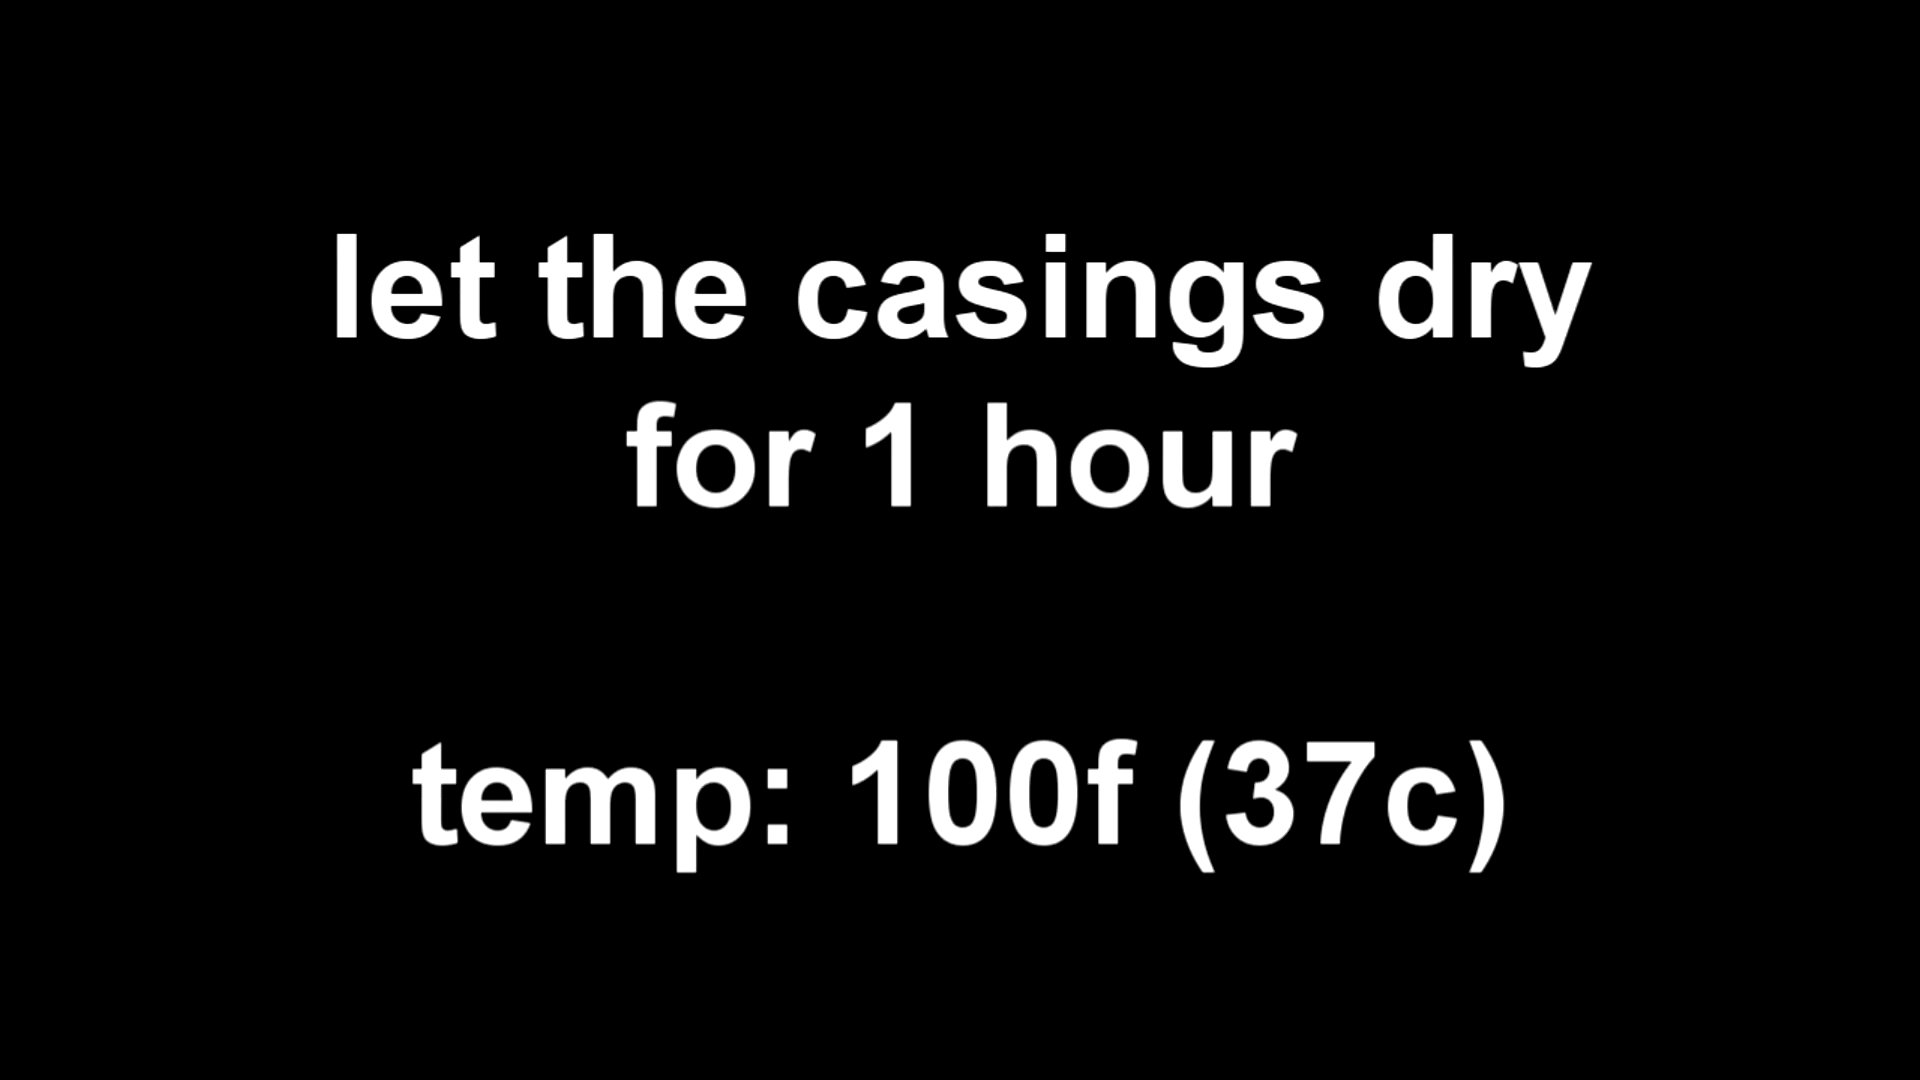 let the casings dry
for 1 hour
temp: 100f (37c)